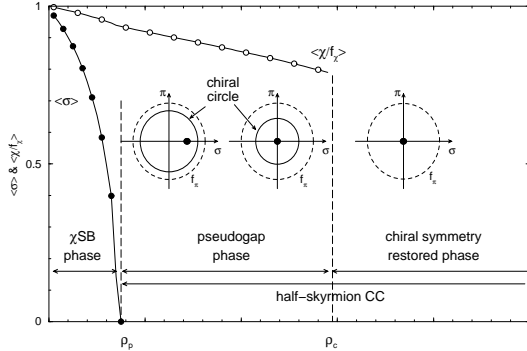 1
0.5
0
<σ> & <χ/f_χ>
<χ/f_χ>
<σ>
chiral
circle
π
σ
f_π
π
σ
f_π
π
σ
f_π
χSB
phase
pseudogap
phase
chiral symmetry
restored phase
half−skyrmion CC
ρ_p
ρ_c